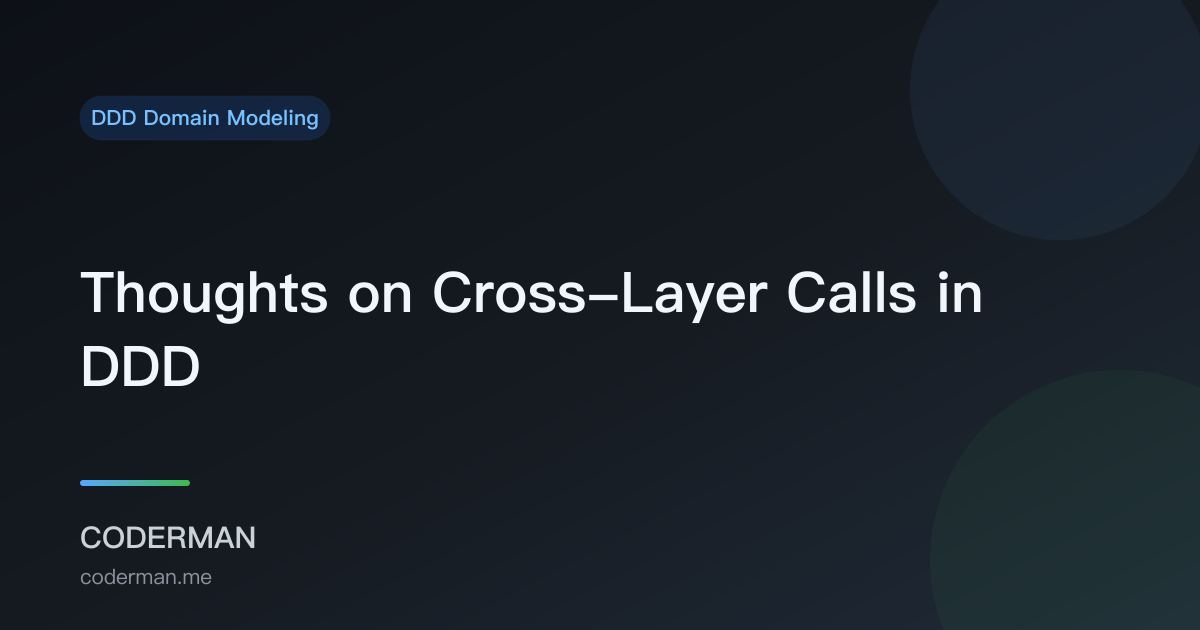 DDD Domain Modeling
Thoughts on Cross-Layer Calls in
DDD
CODERMAN
coderman.me